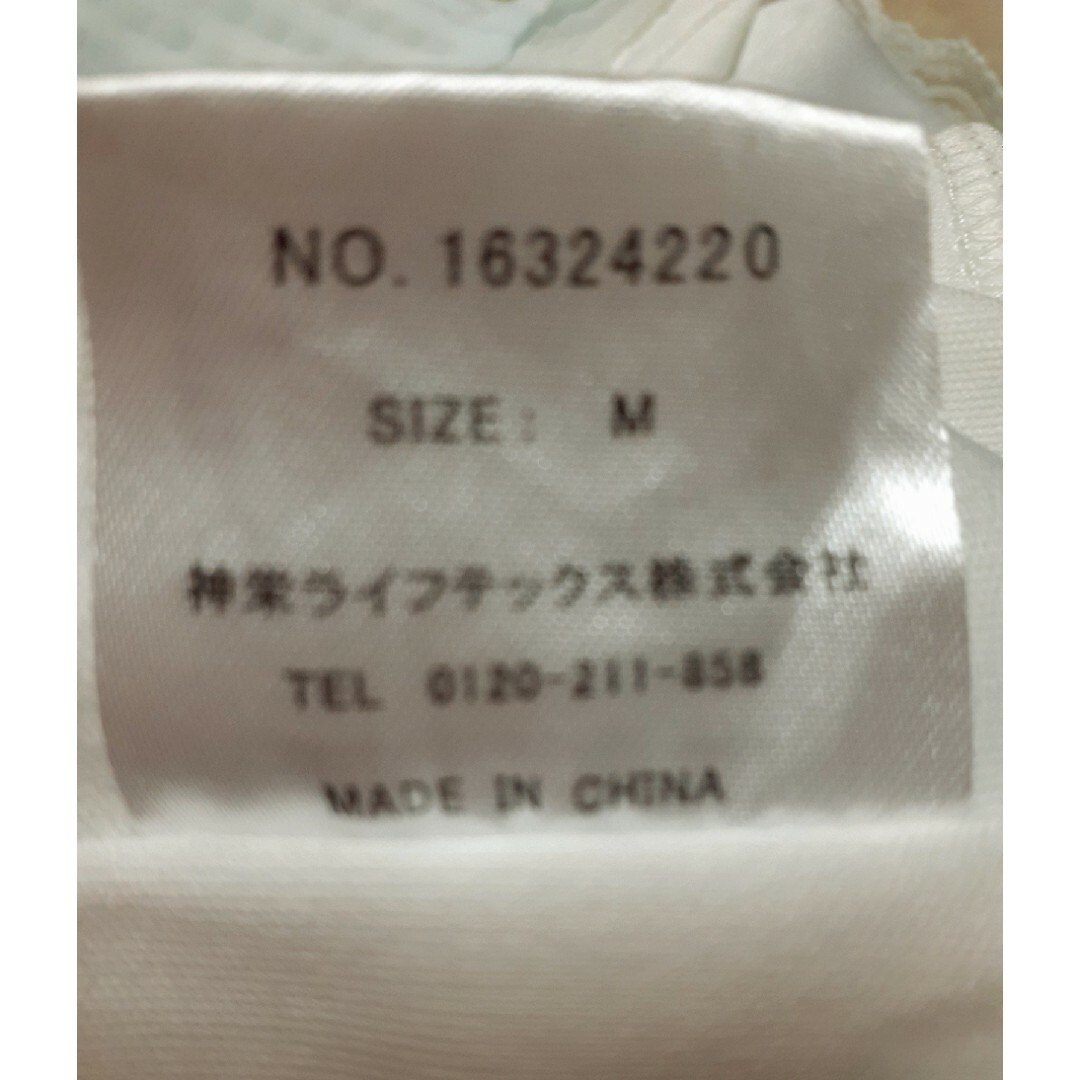 NO. 16324220
SIZE: M
神栄ライフテックス株式会社
TEL 0120-211-858
MADE IN CHINA